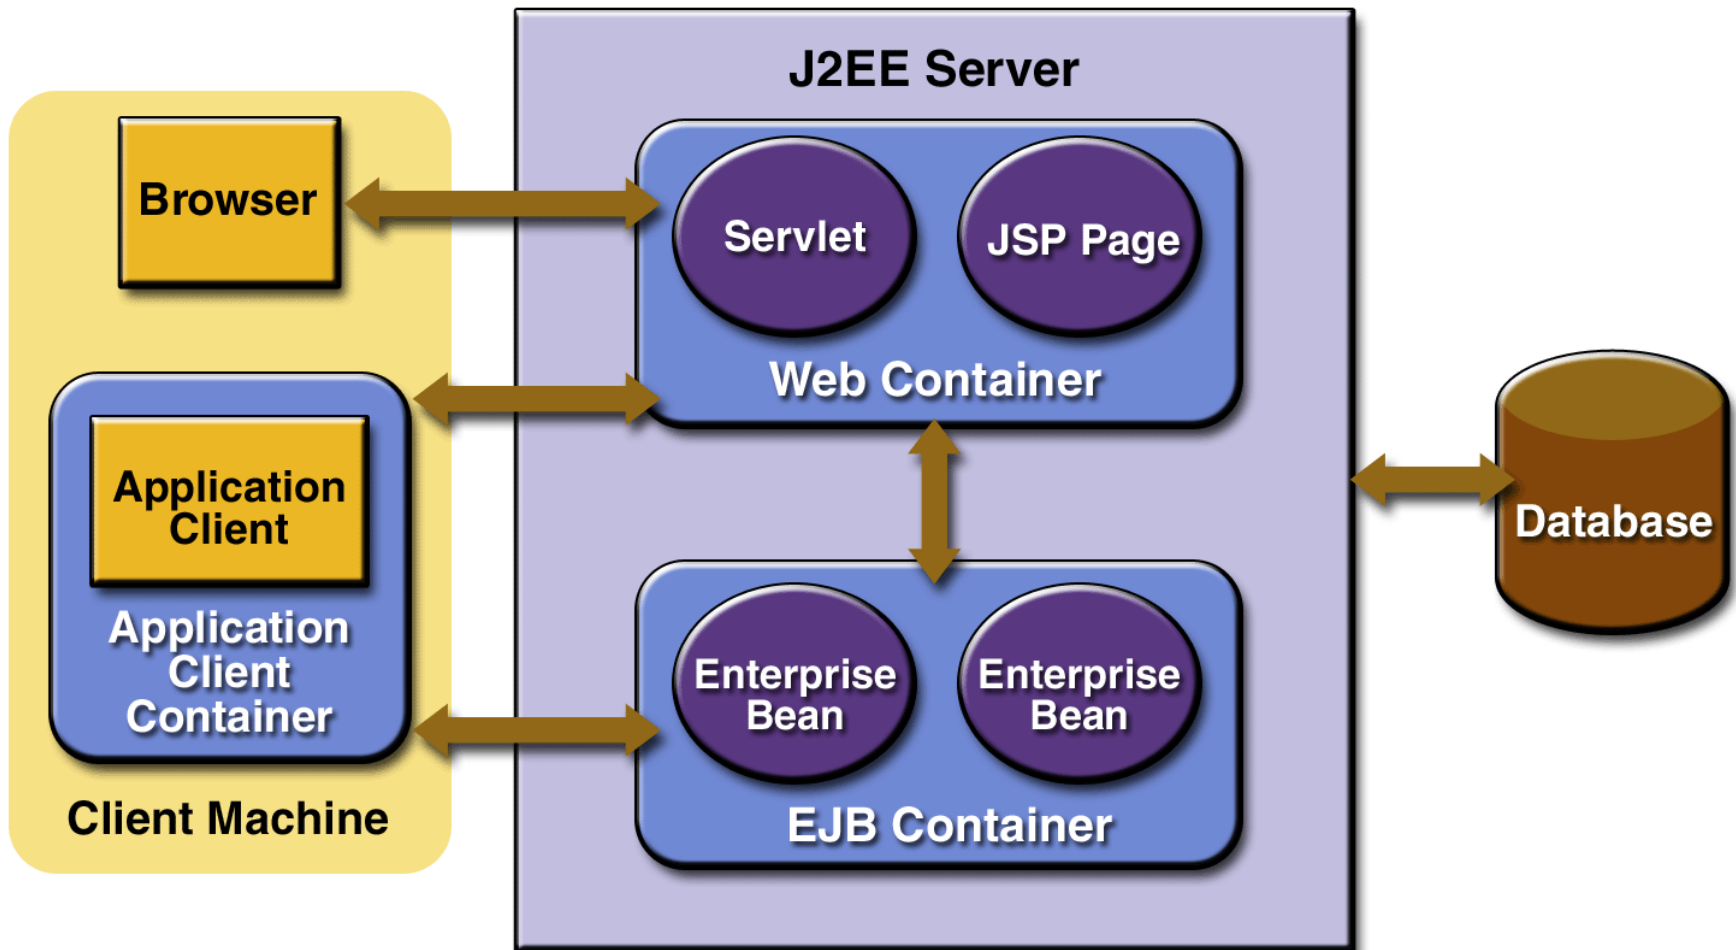 J2EE Server
Browser
Servlet
JSP Page
Web Container
Application
Client
Application
Client
Container
Client Machine
Enterprise
Bean
Enterprise
Bean
EJB Container
Database